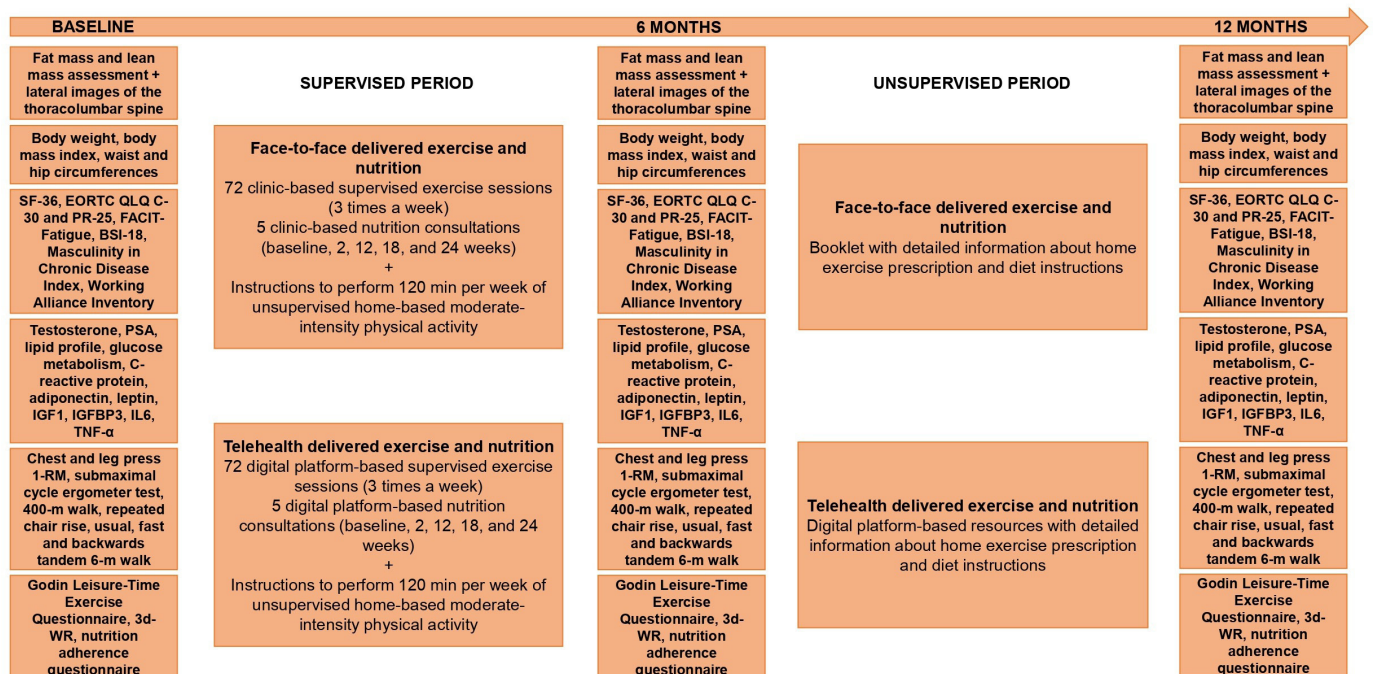 BASELINE
6 MONTHS
12 MONTHS
Fat mass and lean
mass assessment +
lateral images of the
thoracolumbar spine
Body weight, body
mass index, waist and
hip circumferences
SF-36, EORTC QLQ C-
30 and PR-25, FACIT-
Fatigue, BSI-18,
Masculinity in
Chronic Disease
Index, Working
Alliance Inventory
Testosterone, PSA,
lipid profile, glucose
metabolism, C-
reactive protein,
adiponectin, leptin,
IGF1, IGFBP3, IL6,
TNF-α
Chest and leg press
1-RM, submaximal
cycle ergometer test,
400-m walk, repeated
chair rise, usual, fast
and backwards
tandem 6-m walk
Godin Leisure-Time
Exercise
Questionnaire, 3d-
WR, nutrition
adherence
questionnaire
SUPERVISED PERIOD
Face-to-face delivered exercise and
nutrition
72 clinic-based supervised exercise sessions
(3 times a week)
5 clinic-based nutrition consultations
(baseline, 2, 12, 18, and 24 weeks)
+
Instructions to perform 120 min per week of
unsupervised home-based moderate-
intensity physical activity
Telehealth delivered exercise and nutrition
72 digital platform-based supervised exercise
sessions (3 times a week)
5 digital platform-based nutrition
consultations (baseline, 2, 12, 18, and 24
weeks)
+
Instructions to perform 120 min per week of
unsupervised home-based moderate-
intensity physical activity
Fat mass and lean
mass assessment +
lateral images of the
thoracolumbar spine
Body weight, body
mass index, waist and
hip circumferences
SF-36, EORTC QLQ C-
30 and PR-25, FACIT-
Fatigue, BSI-18,
Masculinity in
Chronic Disease
Index, Working
Alliance Inventory
Testosterone, PSA,
lipid profile, glucose
metabolism, C-
reactive protein,
adiponectin, leptin,
IGF1, IGFBP3, IL6,
TNF-α
Chest and leg press
1-RM, submaximal
cycle ergometer test,
400-m walk, repeated
chair rise, usual, fast
and backwards
tandem 6-m walk
Godin Leisure-Time
Exercise
Questionnaire, 3d-
WR, nutrition
adherence
questionnaire
UNSUPERVISED PERIOD
Face-to-face delivered exercise and
nutrition
Booklet with detailed information about home
exercise prescription and diet instructions
Telehealth delivered exercise and nutrition
Digital platform-based resources with detailed
information about home exercise prescription
and diet instructions
Fat mass and lean
mass assessment +
lateral images of the
thoracolumbar spine
Body weight, body
mass index, waist and
hip circumferences
SF-36, EORTC QLQ C-
30 and PR-25, FACIT-
Fatigue, BSI-18,
Masculinity in
Chronic Disease
Index, Working
Alliance Inventory
Testosterone, PSA,
lipid profile, glucose
metabolism, C-
reactive protein,
adiponectin, leptin,
IGF1, IGFBP3, IL6,
TNF-α
Chest and leg press
1-RM, submaximal
cycle ergometer test,
400-m walk, repeated
chair rise, usual, fast
and backwards
tandem 6-m walk
Godin Leisure-Time
Exercise
Questionnaire, 3d-
WR, nutrition
adherence
questionnaire